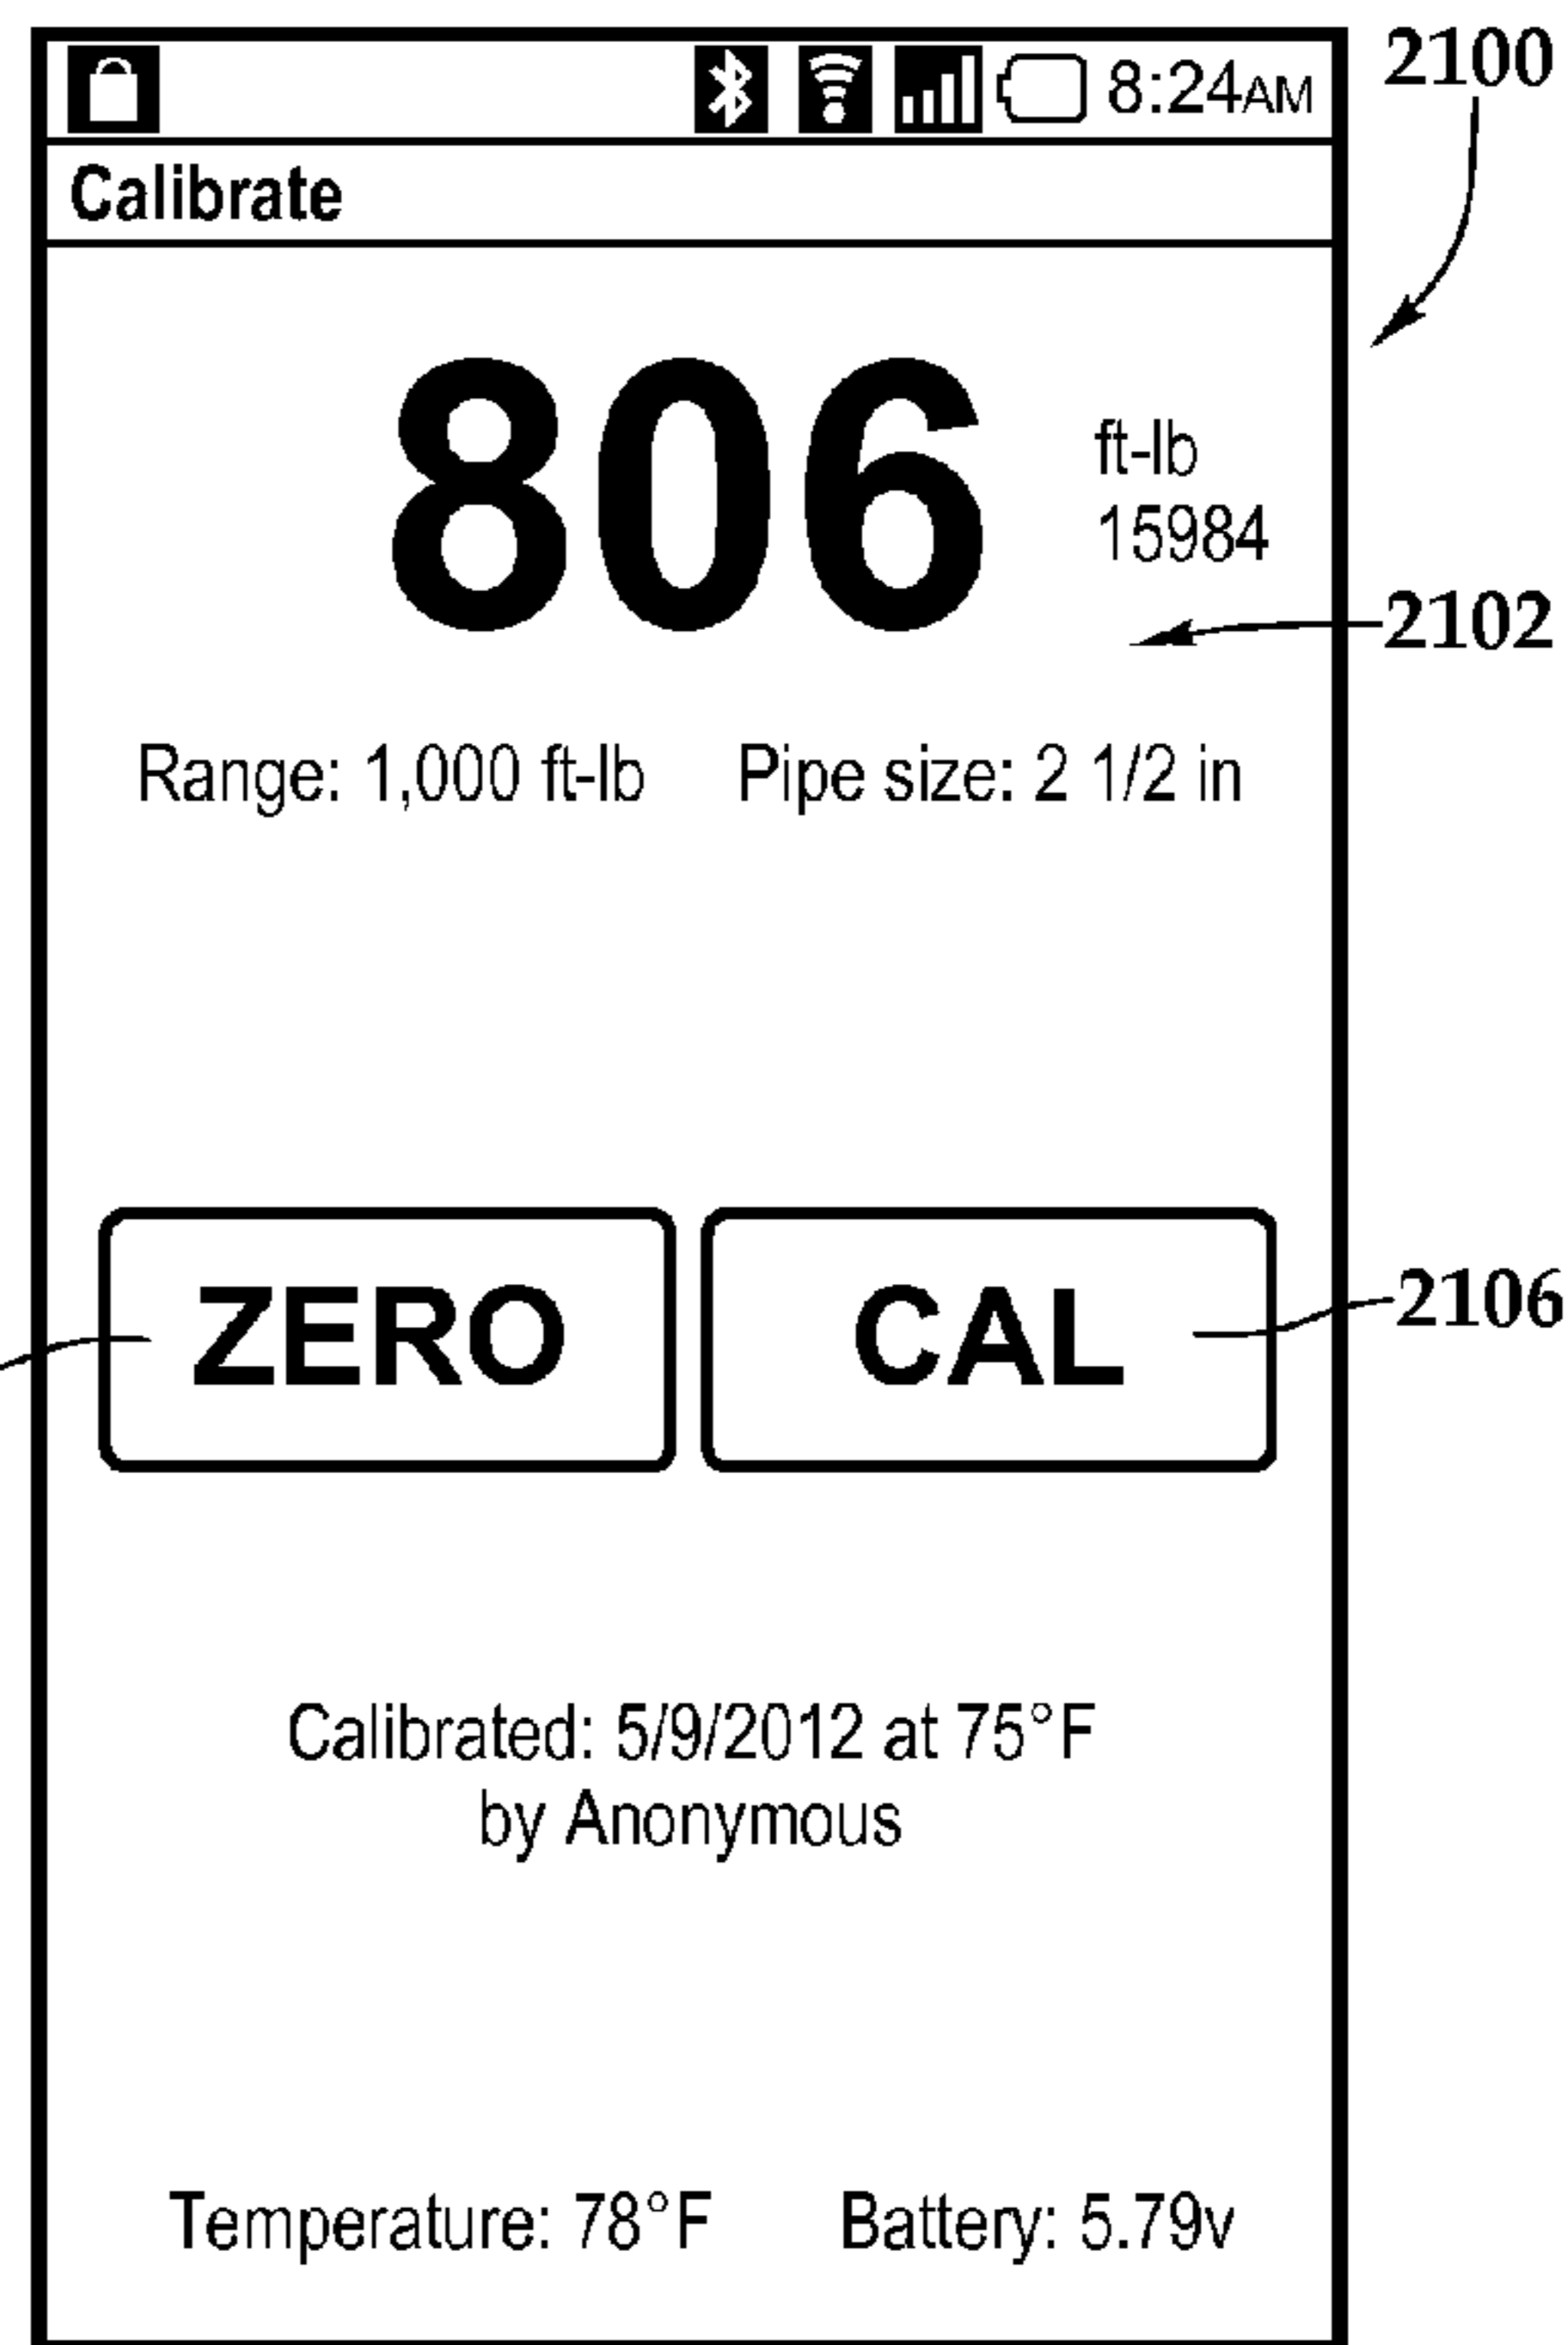 8:24AM 2100
Calibrate
806
ft-lb
15984
2102
Range: 1,000 ft-lb Pipe size: 2 1/2 in
ZERO CAL 2106
Calibrated: 5/9/2012 at 75°F
by Anonymous
Temperature: 78°F Battery: 5.79v